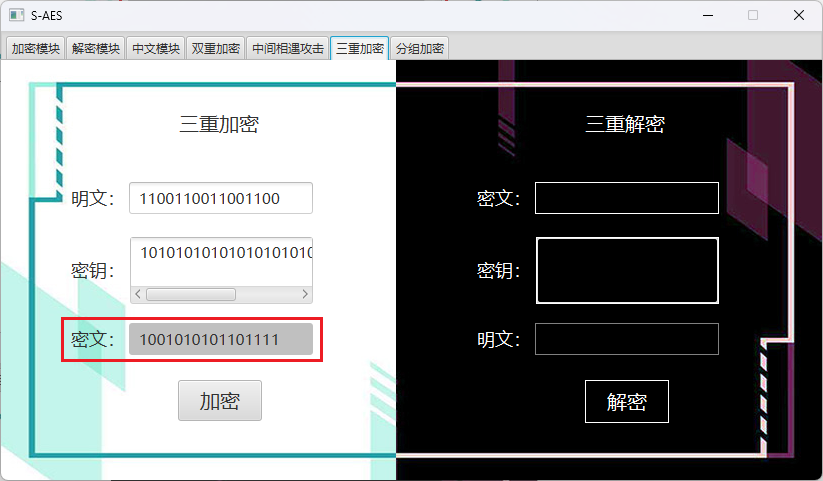 S-AES
加密模块 解密模块 中文模块 双重加密 中间相遇攻击 三重加密 分组加密
三重加密
明文： 1100110011001100
密钥： 1010101010101010101010
密文： 1001010101101111
加密
三重解密
密文：
密钥：
明文：
解密